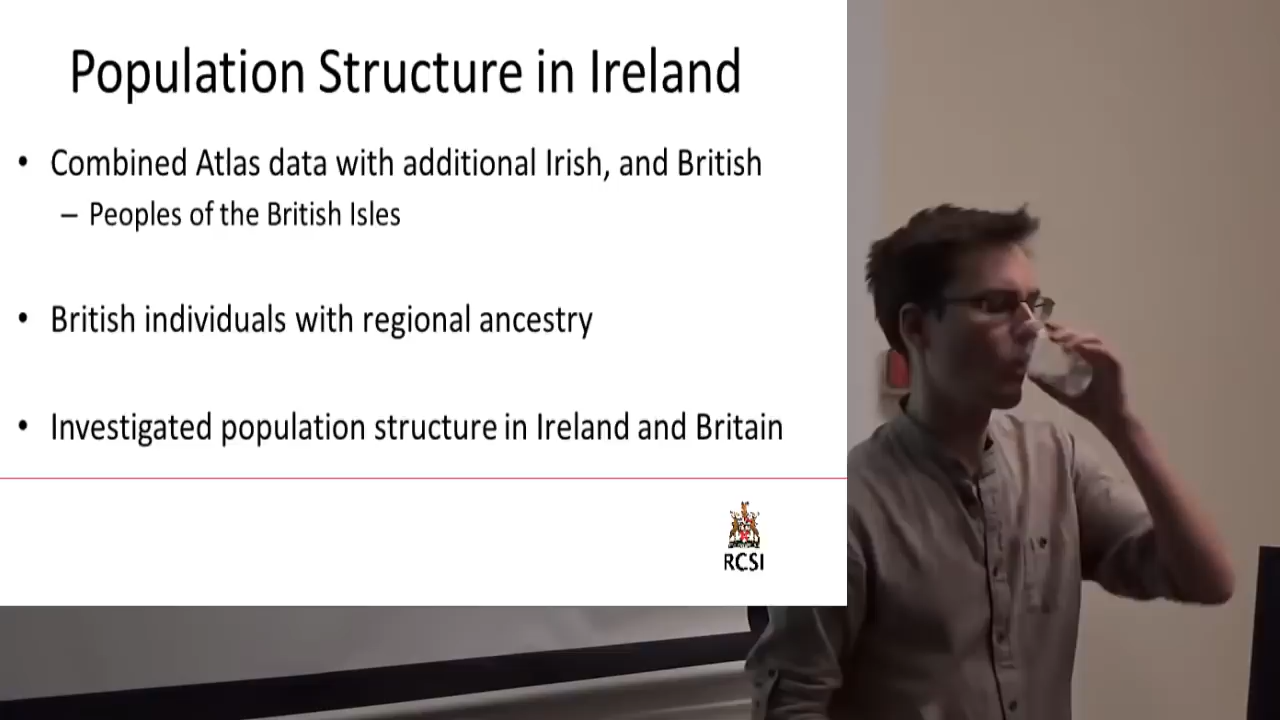 Population Structure in Ireland
• Combined Atlas data with additional Irish, and British
– Peoples of the British Isles
• British individuals with regional ancestry
• Investigated population structure in Ireland and Britain
RCSI